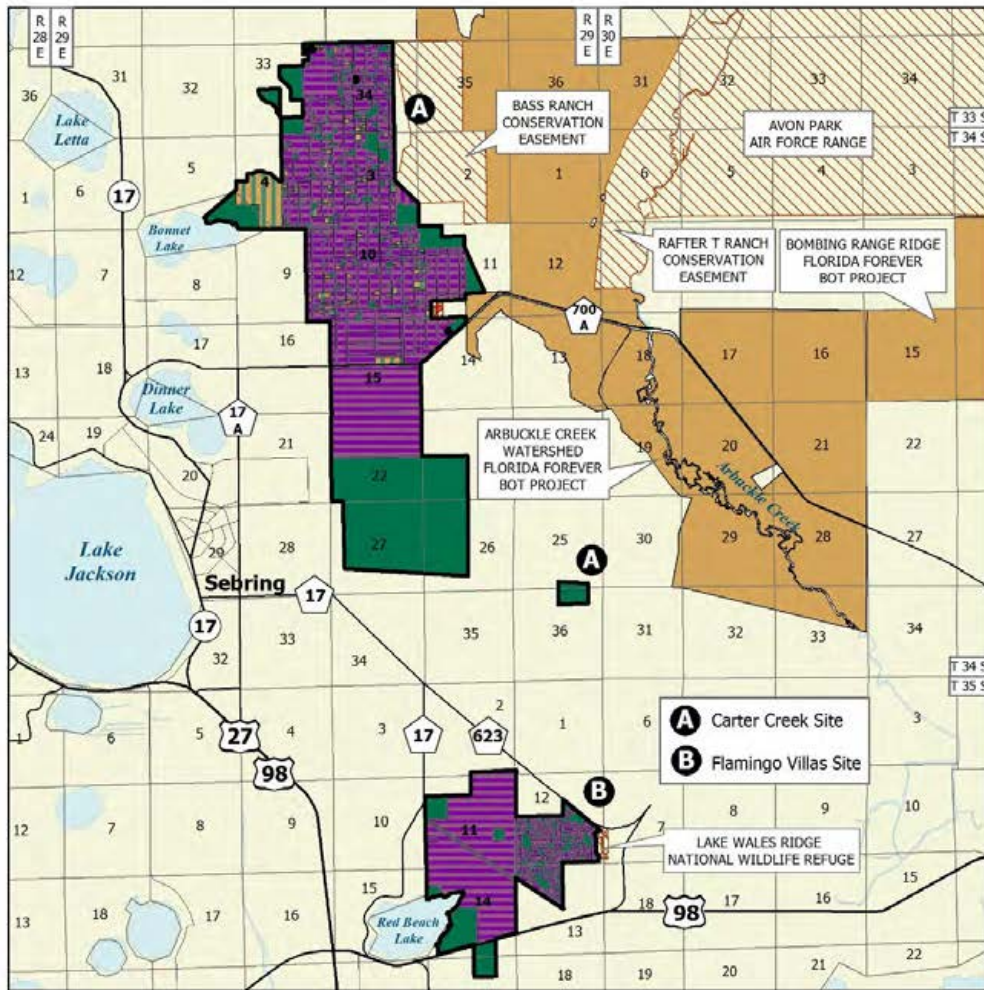 R
28
E
R
29
E
R
29
E
R
30
E
31
32
33
34
35
36
31
32
33
34
36
Lake
Letta
A
BASS RANCH
CONSERVATION
EASEMENT
AVON PARK
AIR FORCE RANGE
T 33 S
T 34 S
1
6
5
4
3
2
1
6
5
4
3
17
Bonnet
Lake
RAFTER T RANCH
CONSERVATION
EASEMENT
BOMBING RANGE RIDGE
FLORIDA FOREVER
BOT PROJECT
12
7
8
9
10
11
12
700
A
13
18
17
16
15
14
13
18
17
16
15
Dinner
Lake
17
A
24
19
20
21
22
ARBUCKLE CREEK
WATERSHED
FLORIDA FOREVER
BOT PROJECT
19
20
21
22
Arbuckle Creek
Lake
Jackson
29
28
27
26
25
A
30
29
28
27
Sebring
17
17
32
33
34
35
36
31
32
33
34
T 34 S
T 35 S
1
6
5
4
3
2
1
6
3
27
98
17
623
A
Carter Creek Site
B
Flamingo Villas Site
12
7
8
9
10
11
12
B
7
8
9
10
LAKE WALES RIDGE
NATIONAL WILDLIFE REFUGE
13
18
17
16
15
14
13
18
98
17
16
15
Red Beach
Lake
18
19
20
21
22